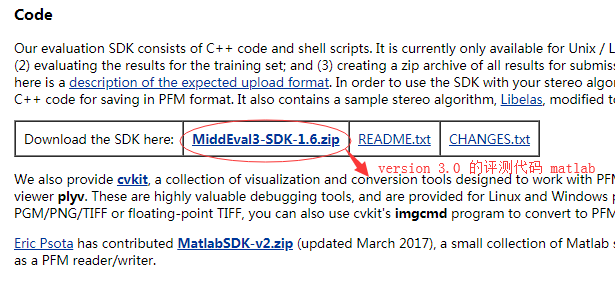 Code
Our evaluation SDK consists of C++ code and shell scripts. It is currently only available for Unix / L
(2) evaluating the results for the training set; and (3) creating a zip archive of all results for submiss
here is a description of the expected upload format. In order to use the SDK with your stereo algor
C++ code for saving in PFM format. It also contains a sample stereo algorithm, Libelas, modified to
Download the SDK here: MiddEval3-SDK-1.6.zip README.txt CHANGES.txt
version 3.0 的评测代码 matlab
We also provide cvkit, a collection of visualization and conversion tools designed to work with PFM
viewer plyv. These are highly valuable debugging tools, and are provided for Linux and Windows p
PGM/PNG/TIFF or floating-point TIFF, you can also use cvkit's imgcmd program to convert to PFM
Eric Psota has contributed MatlabSDK-v2.zip (updated March 2017), a small collection of Matlab s
as a PFM reader/writer.